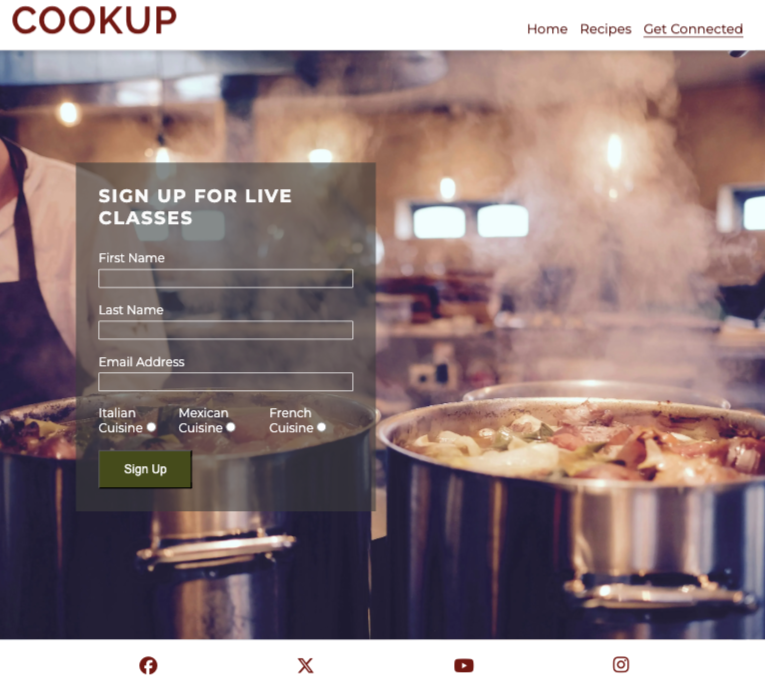 COOKUP
Home Recipes Get Connected
SIGN UP FOR LIVE
CLASSES
First Name
Last Name
Email Address
Italian Mexican French
Cuisine Cuisine Cuisine
Sign Up